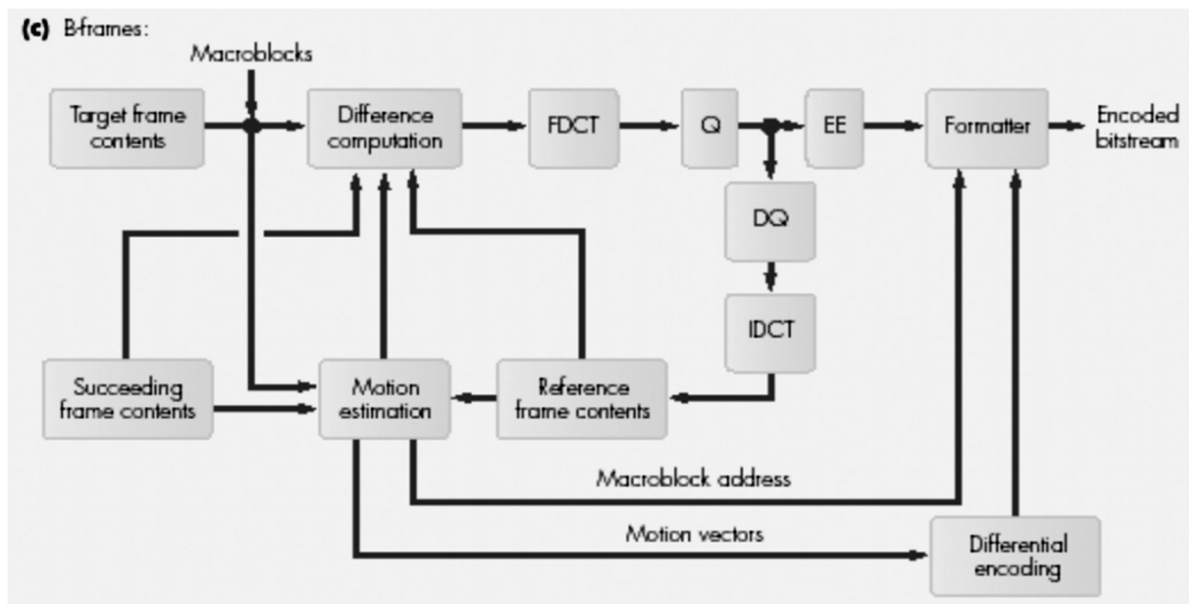 (c) B-frames:
Macroblocks
Target frame
contents
Difference
computation
FDCT
Q
EE
Formatter
Encoded
bitstream
DQ
IDCT
Succeeding
frame contents
Motion
estimation
Reference
frame contents
Macroblock address
Motion vectors
Differential
encoding